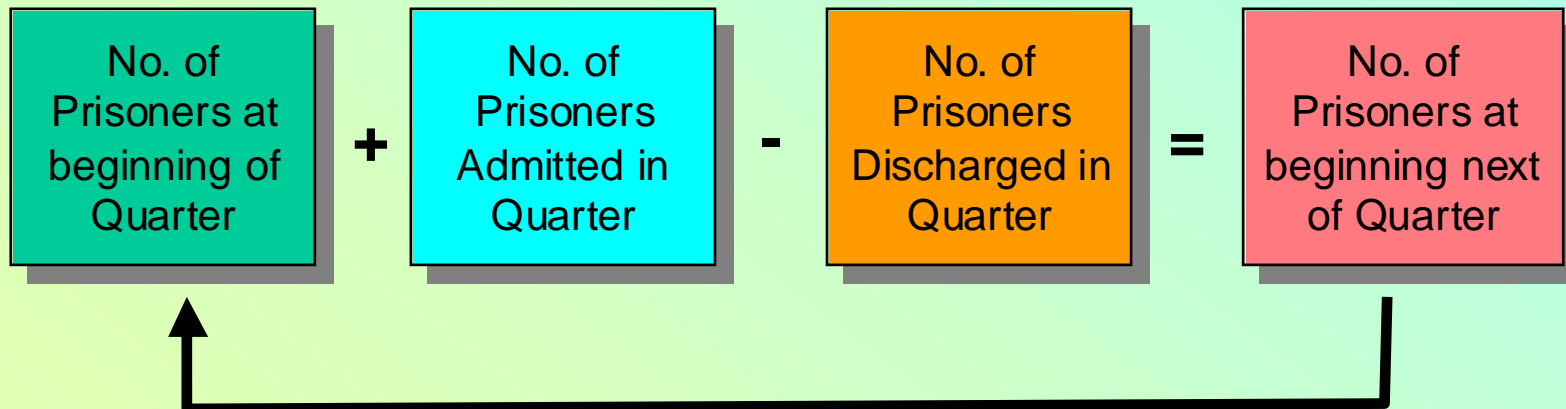 No. of
Prisoners at
beginning of
Quarter
+
No. of
Prisoners
Admitted in
Quarter
-
No. of
Prisoners
Discharged in
Quarter
=
No. of
Prisoners at
beginning next
of Quarter